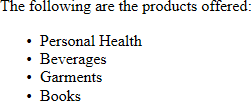 The following are the products offered:
• Personal Health
• Beverages
• Garments
• Books